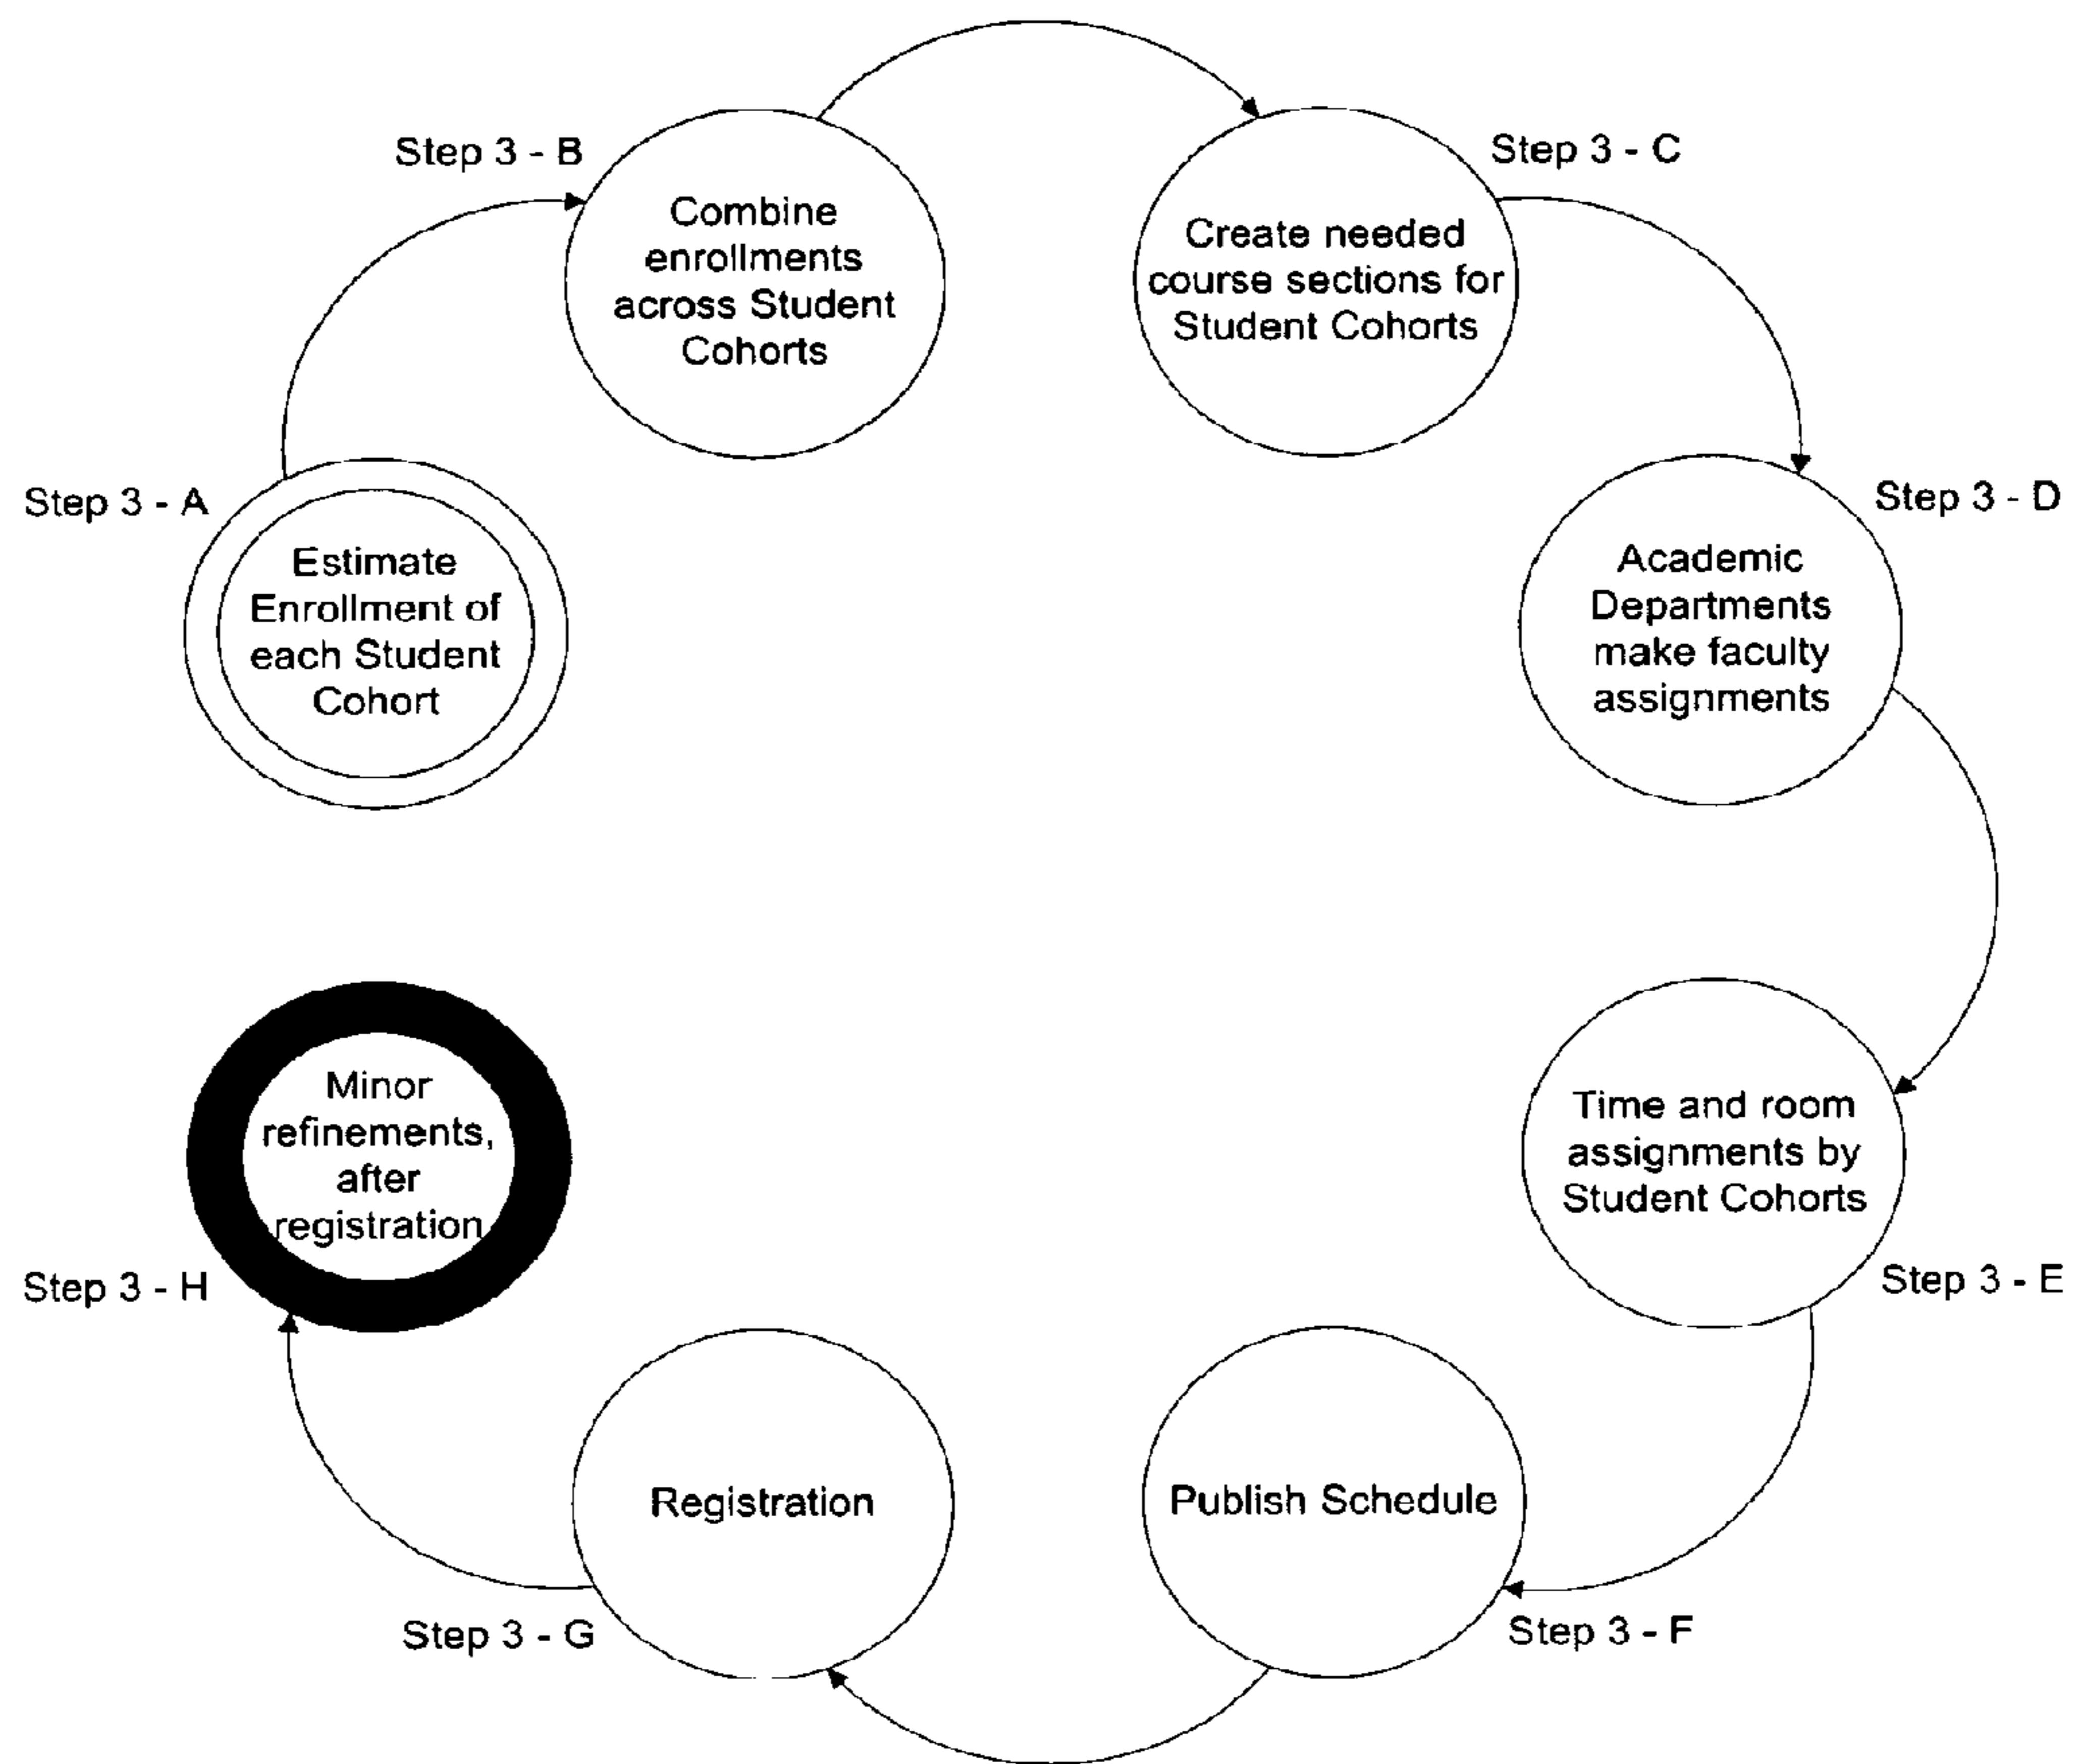 Step 3 - A
Estimate
Enrollment of
each Student
Cohort
Step 3 - B
Combine
enrollments
across Student
Cohorts
Step 3 - C
Create needed
course sections for
Student Cohorts
Step 3 - D
Academic
Departments
make faculty
assignments
Time and room
assignments by
Student Cohorts
Step 3 - E
Publish Schedule
Step 3 - F
Registration
Step 3 - G
Minor
refinements,
after
registration
Step 3 - H